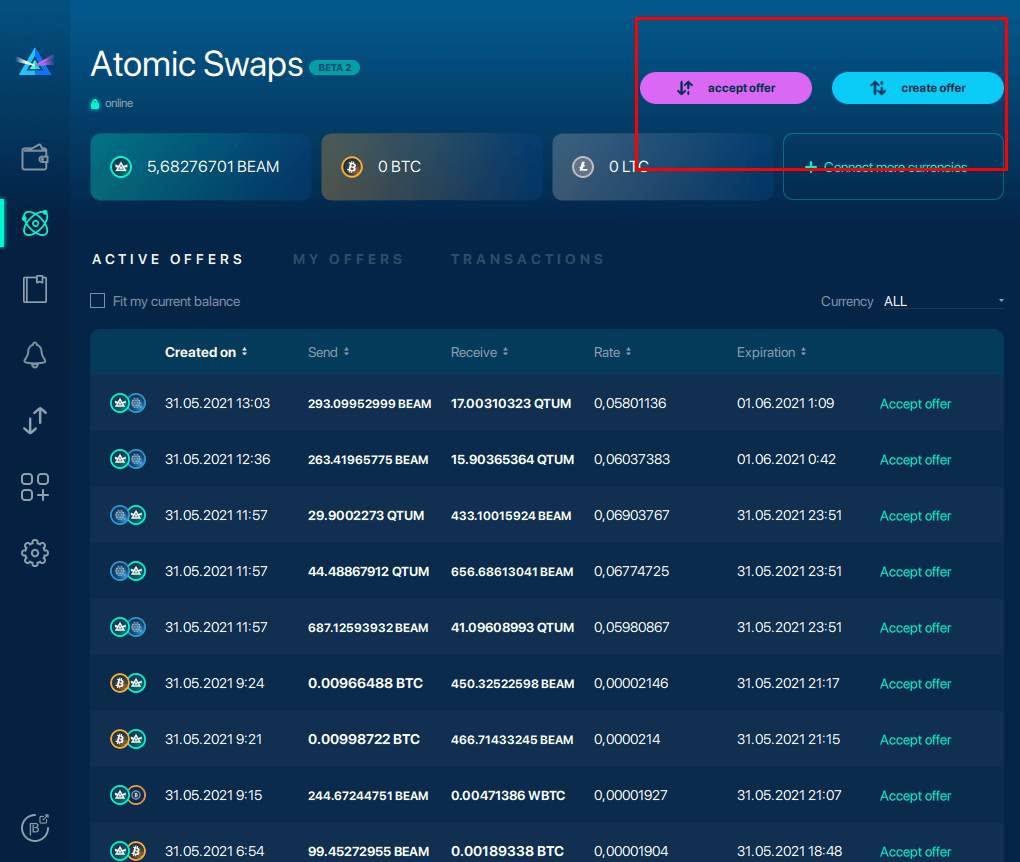 Atomic Swaps BETA 2
online
accept offer
create offer
5,68276701 BEAM
0 BTC
0 LTC
+ Connect more currencies
ACTIVE OFFERS MY OFFERS TRANSACTIONS
Fit my current balance
Currency ALL
Created on Send Receive Rate Expiration
31.05.2021 13:03 293.09952999 BEAM 17.00310323 QTUM 0,05801136 01.06.2021 1:09 Accept offer
31.05.2021 12:36 263.41965775 BEAM 15.90365364 QTUM 0,06037383 01.06.2021 0:42 Accept offer
31.05.2021 11:57 29.9002273 QTUM 433.10015924 BEAM 0,06903767 31.05.2021 23:51 Accept offer
31.05.2021 11:57 44.48867912 QTUM 656.68613041 BEAM 0,06774725 31.05.2021 23:51 Accept offer
31.05.2021 11:57 687.12593932 BEAM 41.09608993 QTUM 0,05980867 31.05.2021 23:51 Accept offer
31.05.2021 9:24 0.00966488 BTC 450.32522598 BEAM 0,00002146 31.05.2021 21:17 Accept offer
31.05.2021 9:21 0.00998722 BTC 466.71433245 BEAM 0,0000214 31.05.2021 21:15 Accept offer
31.05.2021 9:15 244.67244751 BEAM 0.00471386 WBTC 0,00001927 31.05.2021 21:07 Accept offer
31.05.2021 6:54 99.45272955 BEAM 0.00189338 BTC 0,00001904 31.05.2021 18:48 Accept offer